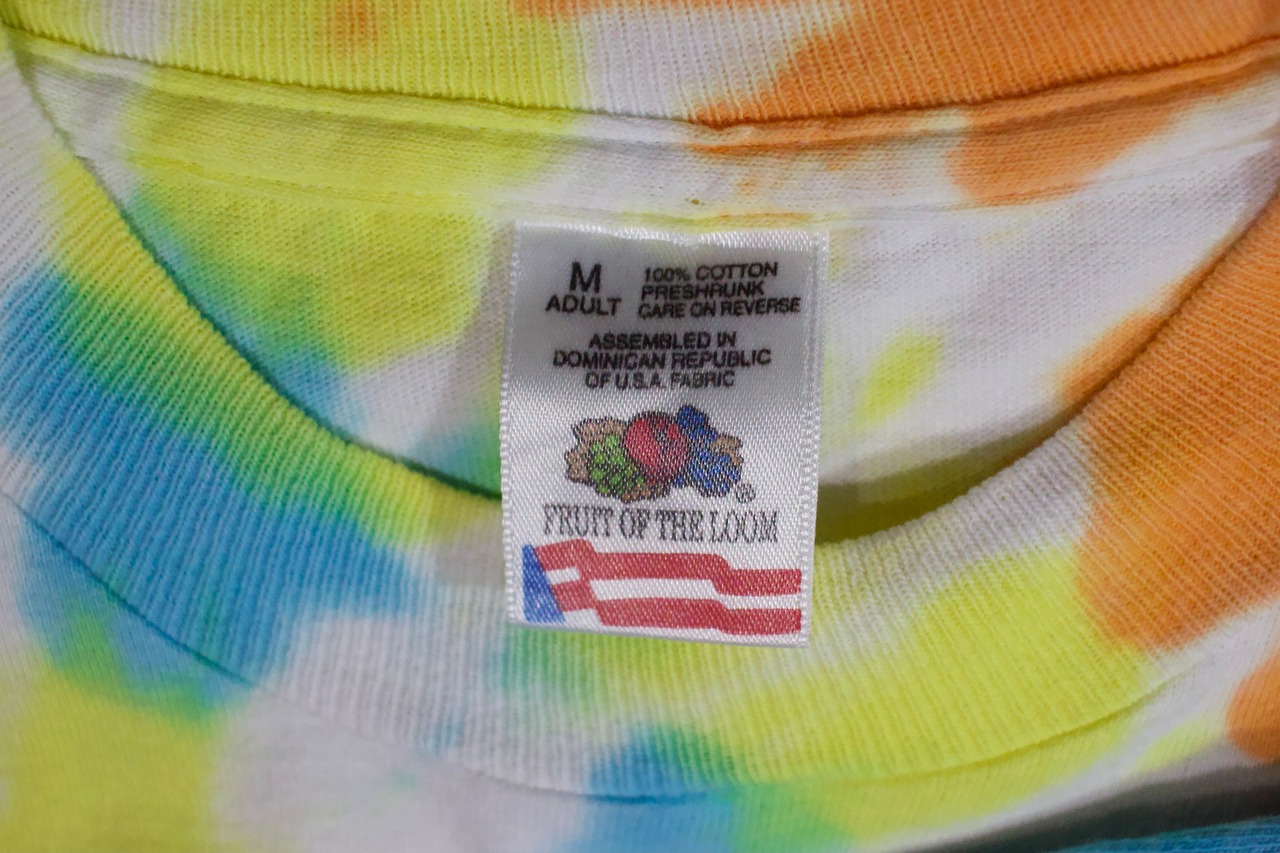 M
ADULT
100% COTTON
PRESHRUNK
CARE ON REVERSE
ASSEMBLED IN
DOMINICAN REPUBLIC
OF U.S.A. FABRIC
®
FRUIT OF THE LOOM